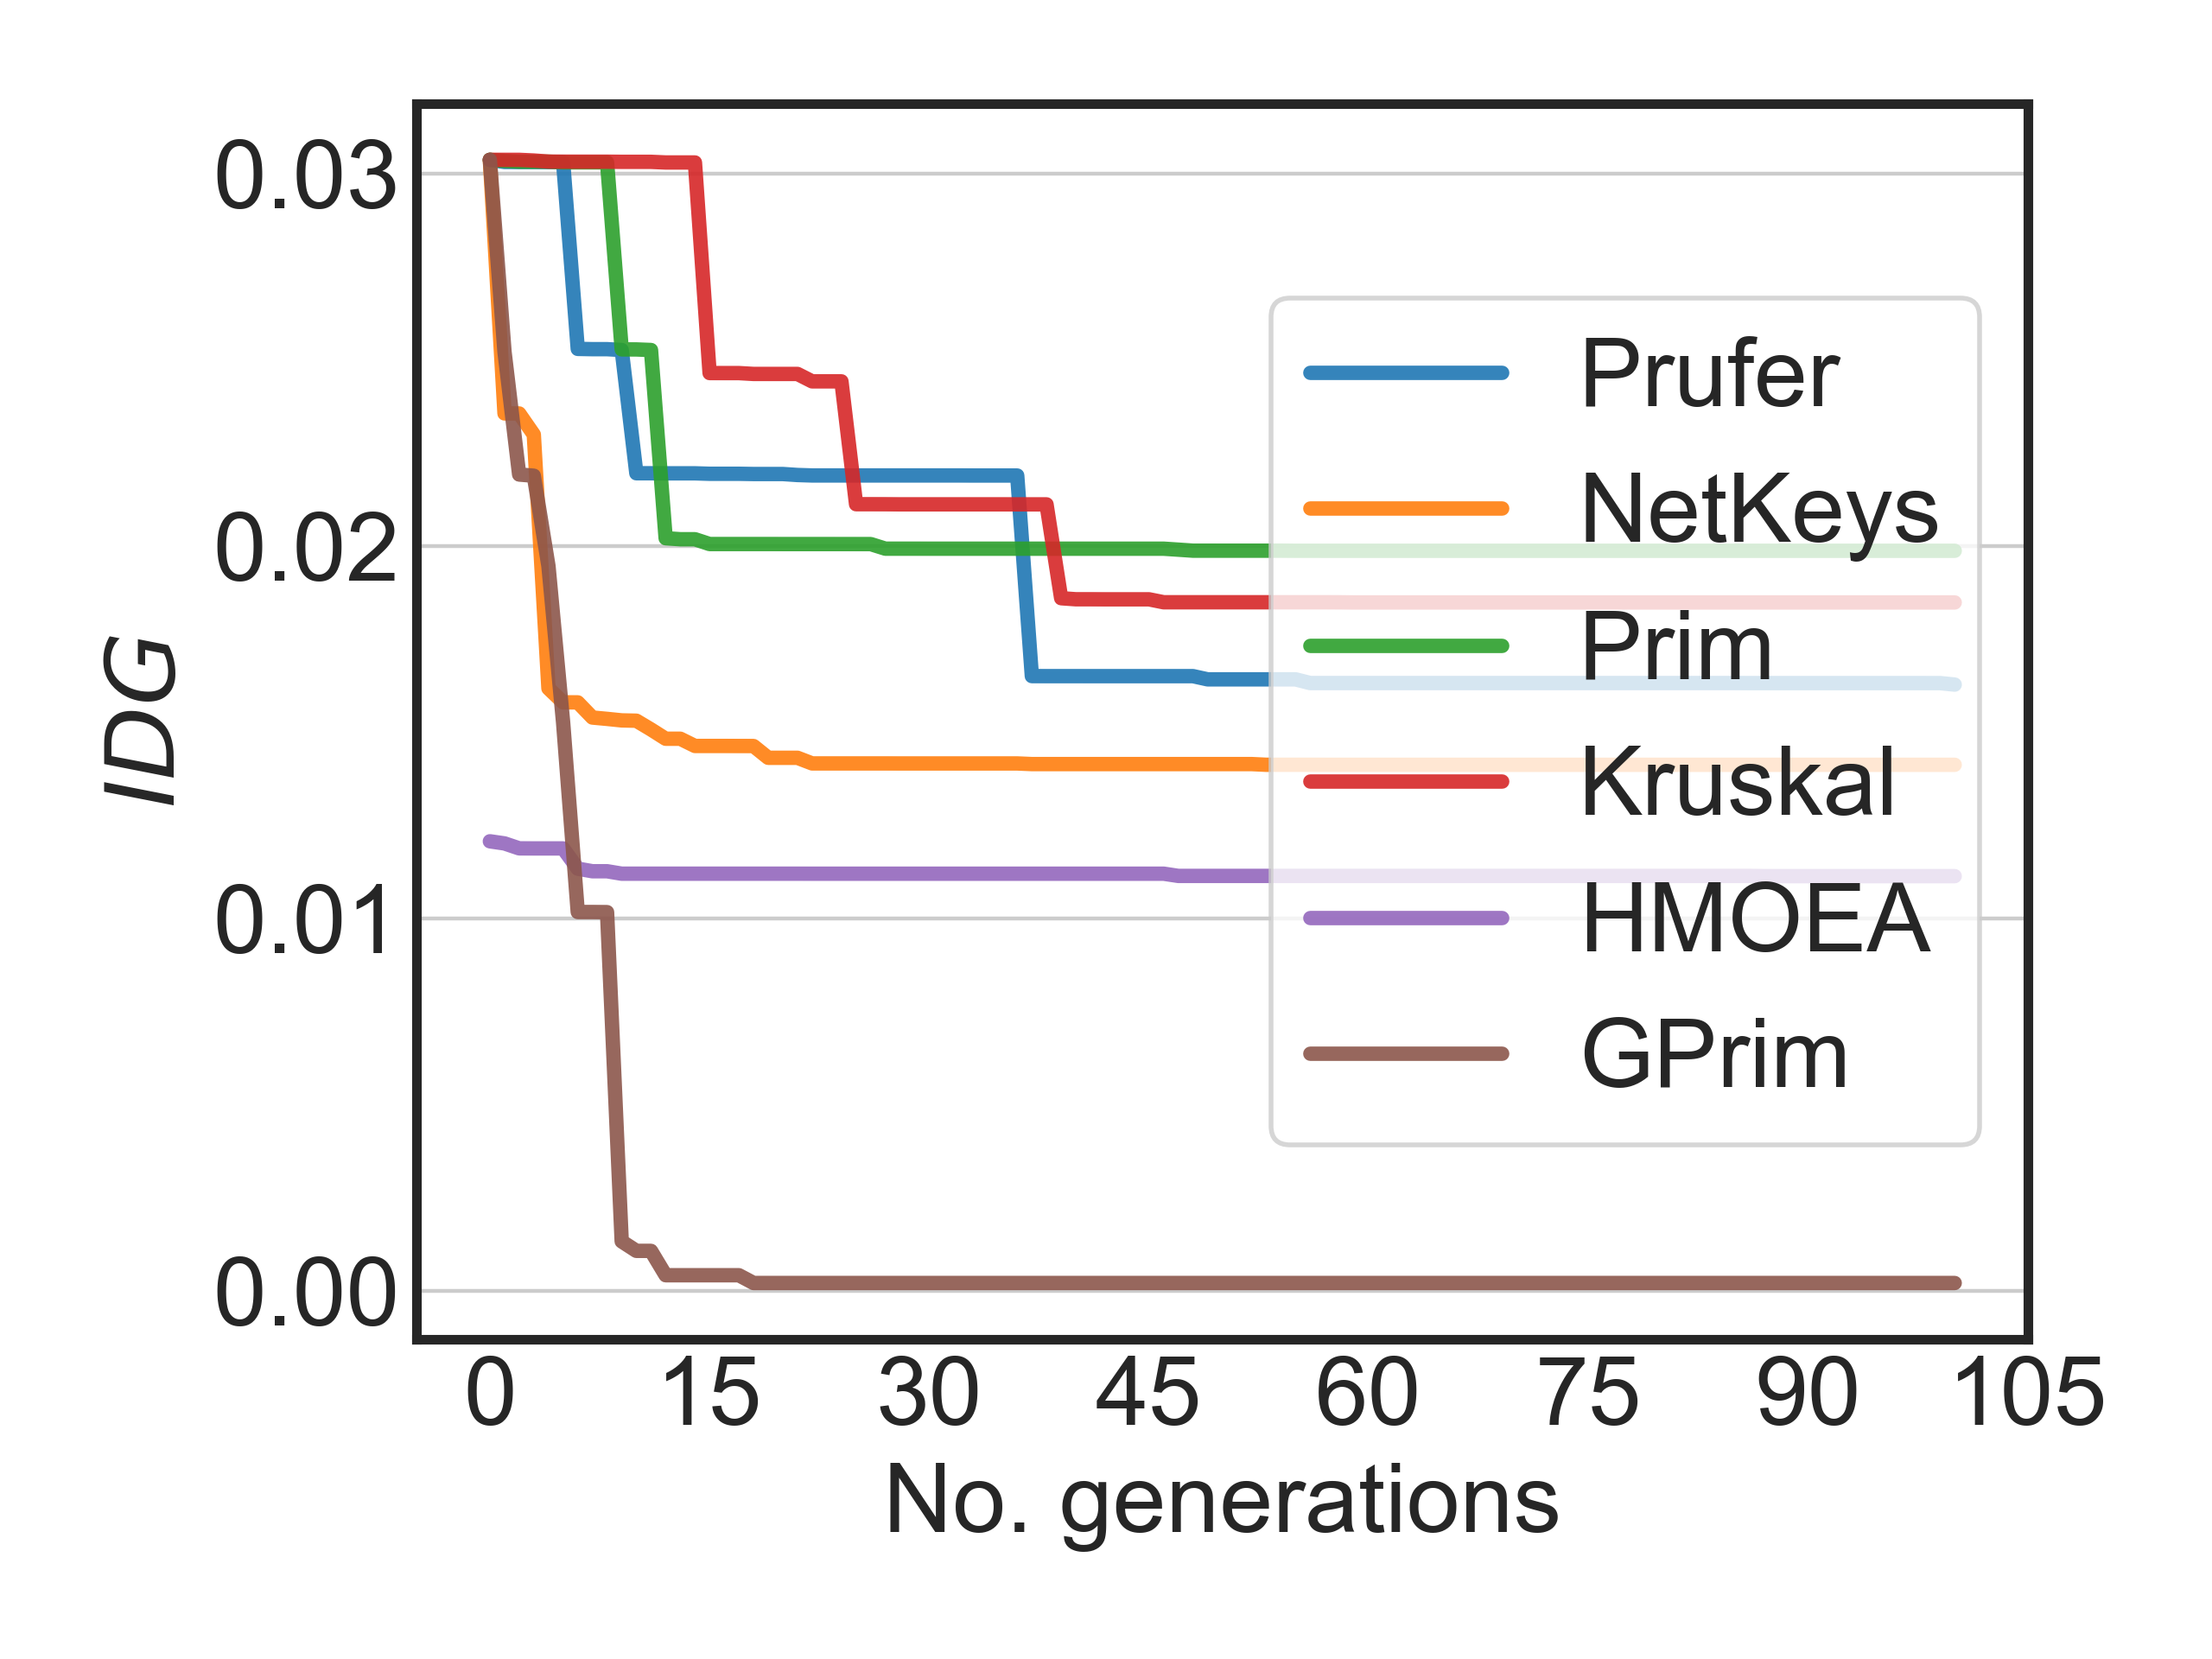 IDG
0.03
0.02
0.01
0.00
Prufer
NetKeys
Prim
Kruskal
HMOEA
GPrim
0 15 30 45 60 75 90 105
No. generations